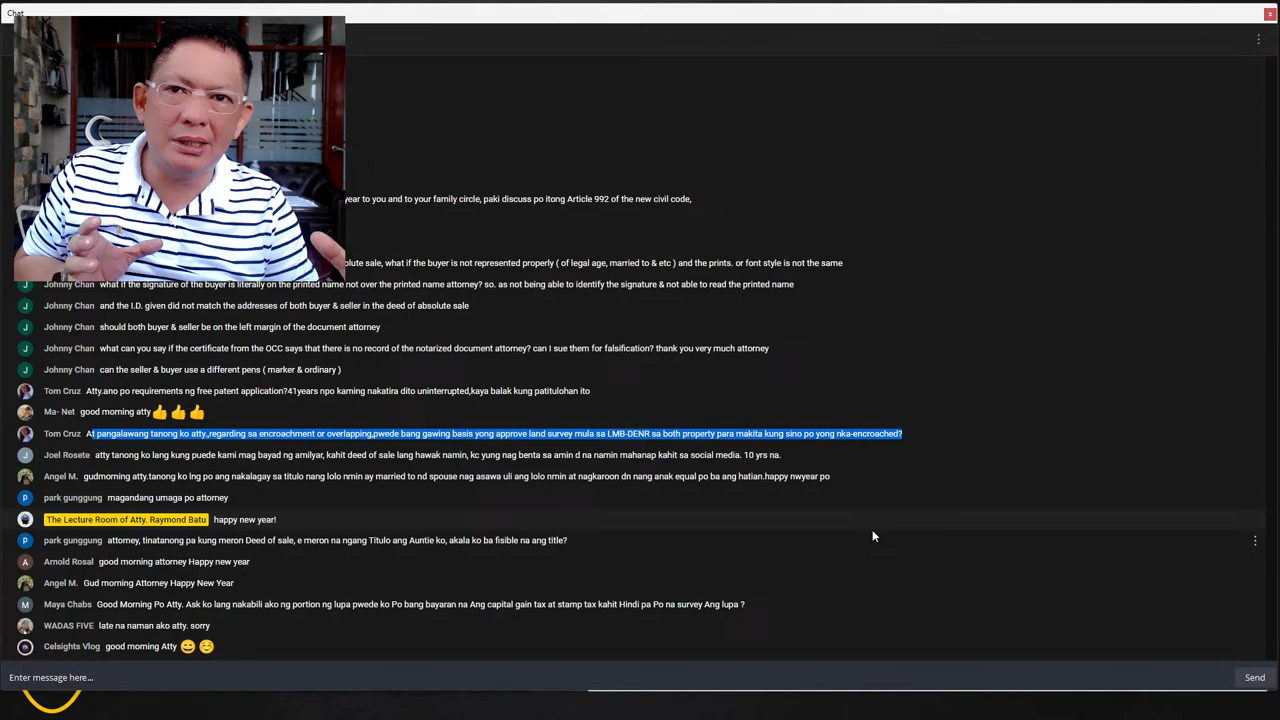 Chat
year to you and to your family circle, paki discuss po itong Article 992 of the new civil code,
olute sale, what if the buyer is not represented properly ( of legal age, married to & etc ) and the prints. or font style is not the same
J Johnny Chan what if the signature of the buyer is literally on the printed name not over the printed name attorney? so. as not being able to identify the signature & not able to read the printed name
J Johnny Chan and the I.D. given did not match the addresses of both buyer & seller in the deed of absolute sale
J Johnny Chan should both buyer & seller be on the left margin of the document attorney
J Johnny Chan what can you say if the certificate from the OCC says that there is no record of the notarized document attorney? can I sue them for falsification? thank you very much attorney
J Johnny Chan can the seller & buyer use a different pens ( marker & ordinary )
Tom Cruz Atty.ano po requirements ng free patent application?41years npo kaming nakatira dito uninterrupted,kaya balak kung patitulohan ito
Ma- Net good morning atty👍👍👍
Tom Cruz At pangalawang tanong ko atty.,regarding sa encroachment or overlapping,pwede bang gawing basis yong approve land survey mula sa LMB-DENR sa both property para makita kung sino po yong nka-encroached?
Joel Rosete atty tanong ko lang kung puede kami mag bayad ng amilyar, kahit deed of sale lang hawak namin, kc yung nag benta sa amin d na namin mahanap kahit sa social media. 10 yrs na.
Angel M. gudmorning atty.tanong ko lng po ang nakalagay sa titulo nang lolo nmin ay married to nd spouse nag asawa uli ang lolo nmin at nagkaroon dn nang anak equal po ba ang hatian.happy nwyear po
p park gunggung magandang umaga po attorney
The Lecture Room of Atty. Raymond Batu happy new year!
p park gunggung attorney, tinatanong pa kung meron Deed of sale, e meron na ngang Titulo ang Auntie ko, akala ko ba fisible na ang title?
A Arnold Rosal good morning attorney Happy new year
Angel M. Gud morning Attorney Happy New Year
M Maya Chabs Good Morning Po Atty. Ask ko lang nakabili ako ng portion ng lupa pwede ko Po bang bayaran na Ang capital gain tax at stamp tax kahit Hindi pa Po na survey Ang lupa ?
WADAS FIVE late na naman ako atty. sorry
Celsights Vlog good morning Atty 😄☺️
Enter message here...
Send